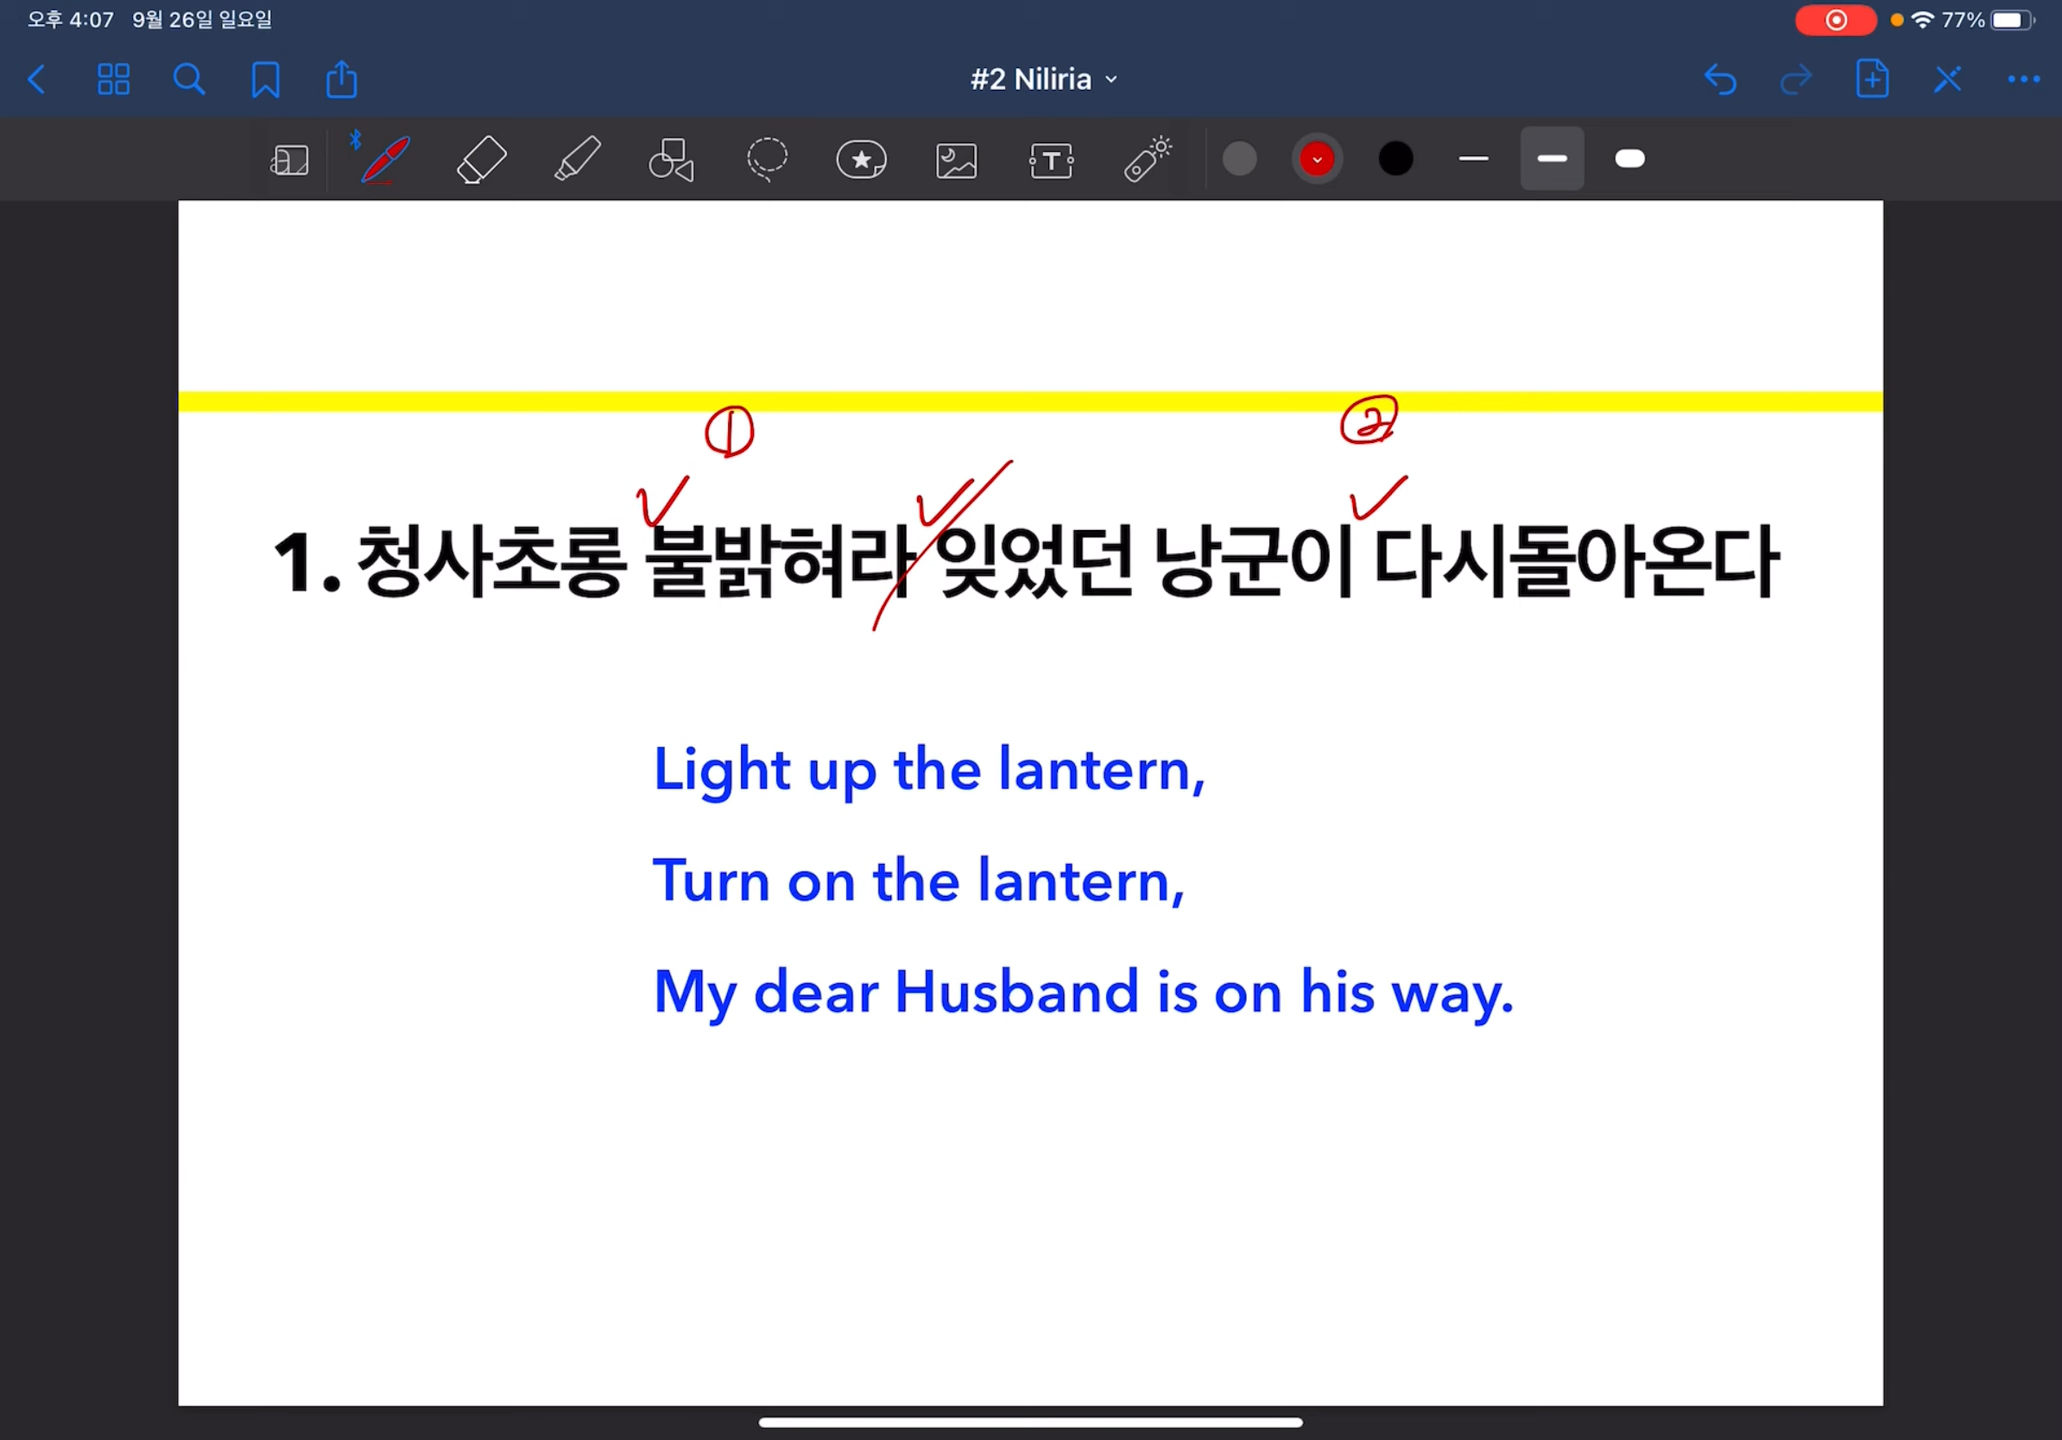 오후 4:07 9월 26일 일요일 77%
#2 Niliria
① ②
1. 청사초롱 불밝혀라 잊었던 낭군이 다시돌아온다
Light up the lantern,
Turn on the lantern,
My dear Husband is on his way.